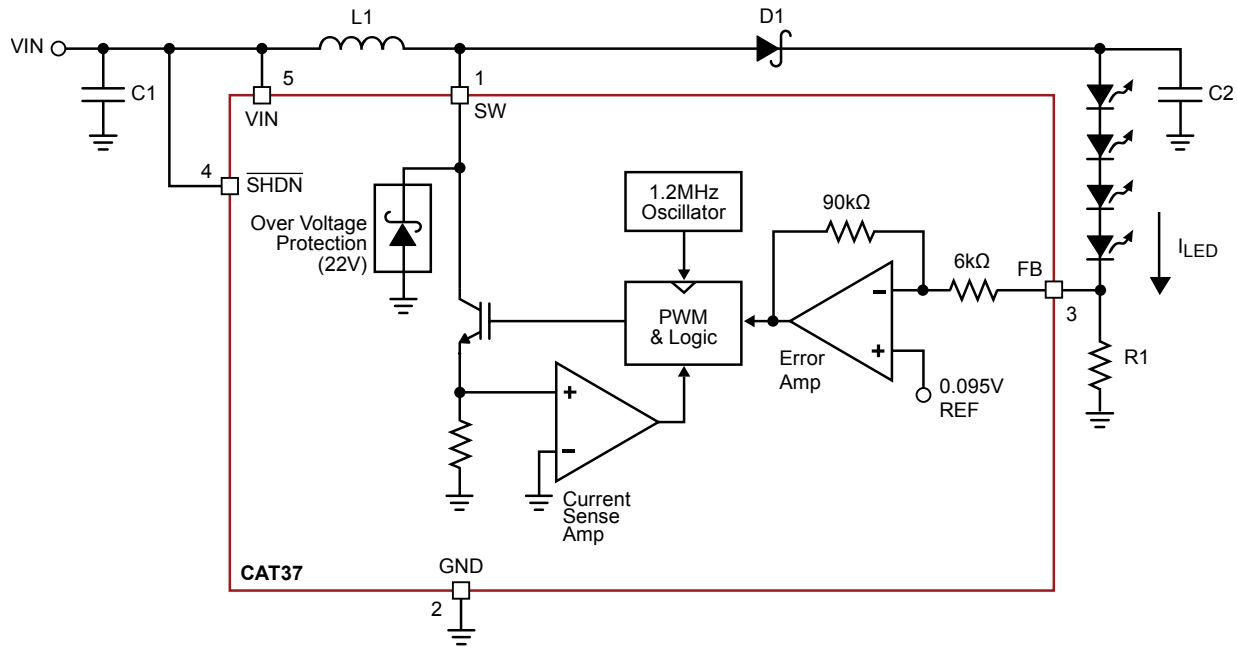 L1
D1
VIN
C1
5
1
C2
VIN
SW
4
SHDN
Over Voltage
Protection
(22V)
1.2MHz
Oscillator
90kΩ
6kΩ
FB
ILED
3
PWM
& Logic
-
+
Error
Amp
0.095V
REF
R1
+
-
Current
Sense
Amp
CAT37
GND
2